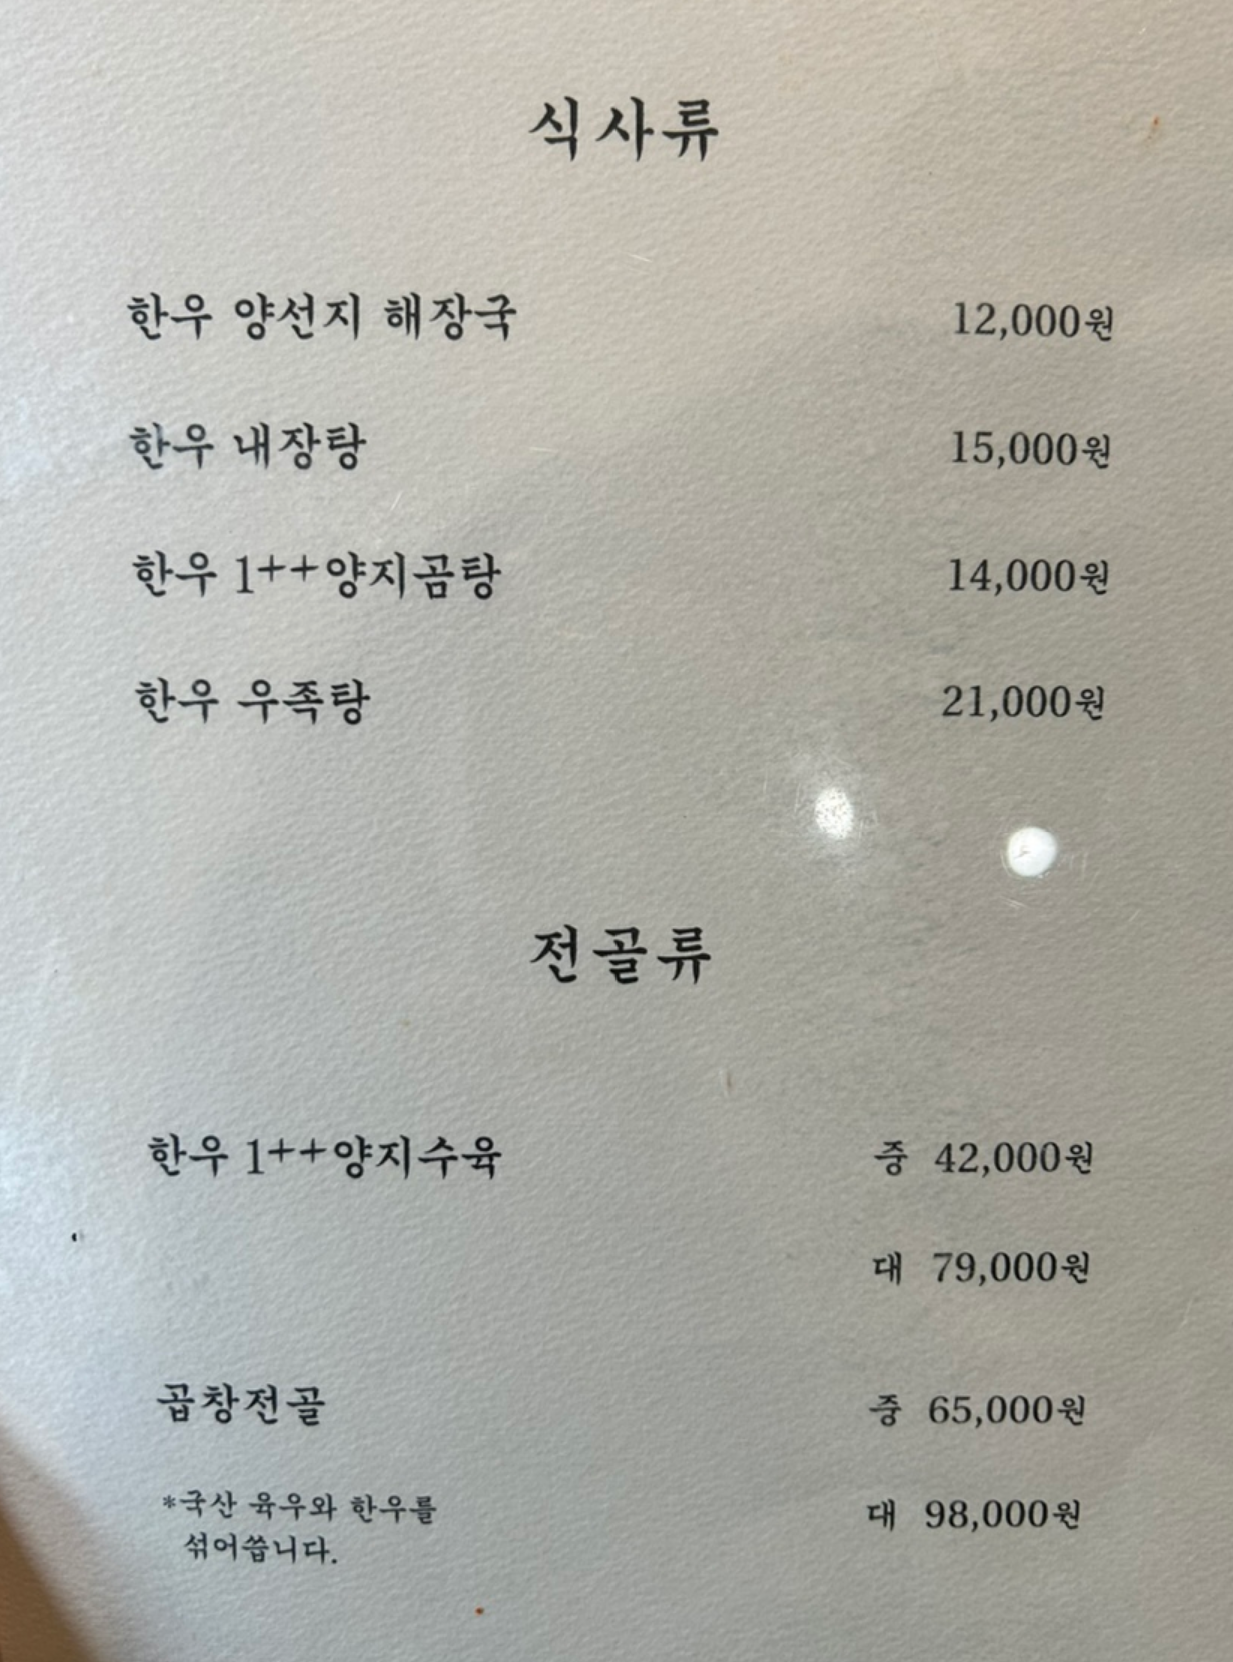 식사류
한우 양선지 해장국 12,000원
한우 내장탕 15,000원
한우 1++양지곰탕 14,000원
한우 우족탕 21,000원
전골류
한우 1++양지수육 중 42,000원
대 79,000원
곱창전골 중 65,000원
*국산 육우와 한우를 대 98,000원
섞어씁니다.